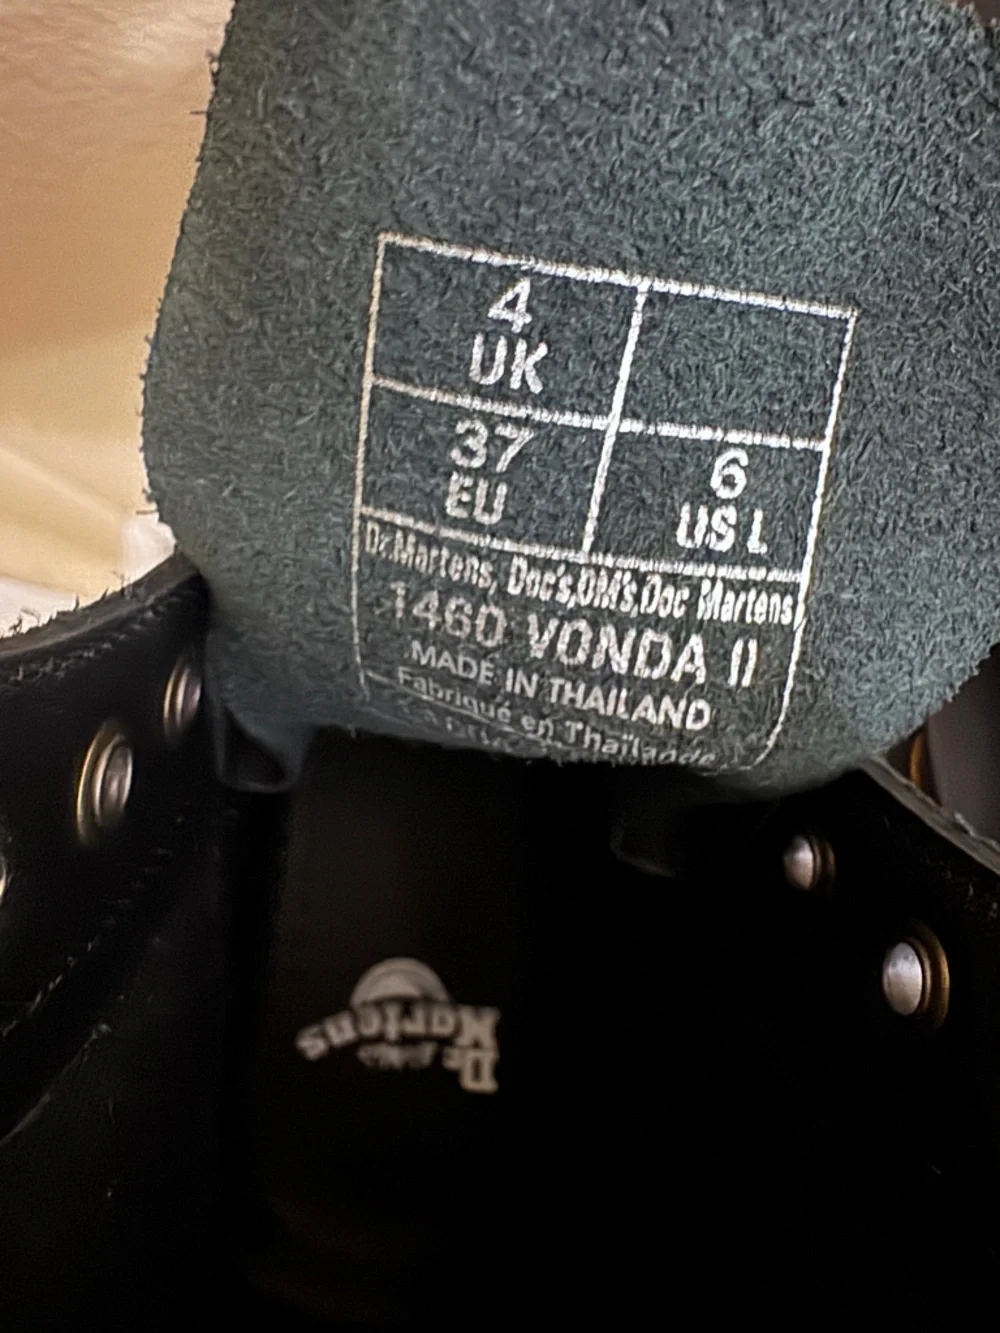 4
UK
37
EU
6
US L
Dr.Martens, Doc's,DM's,Doc Martens
1460 VONDA II
MADE IN THAILAND
Fabriqué en Thaïlande
Dr.
Martens